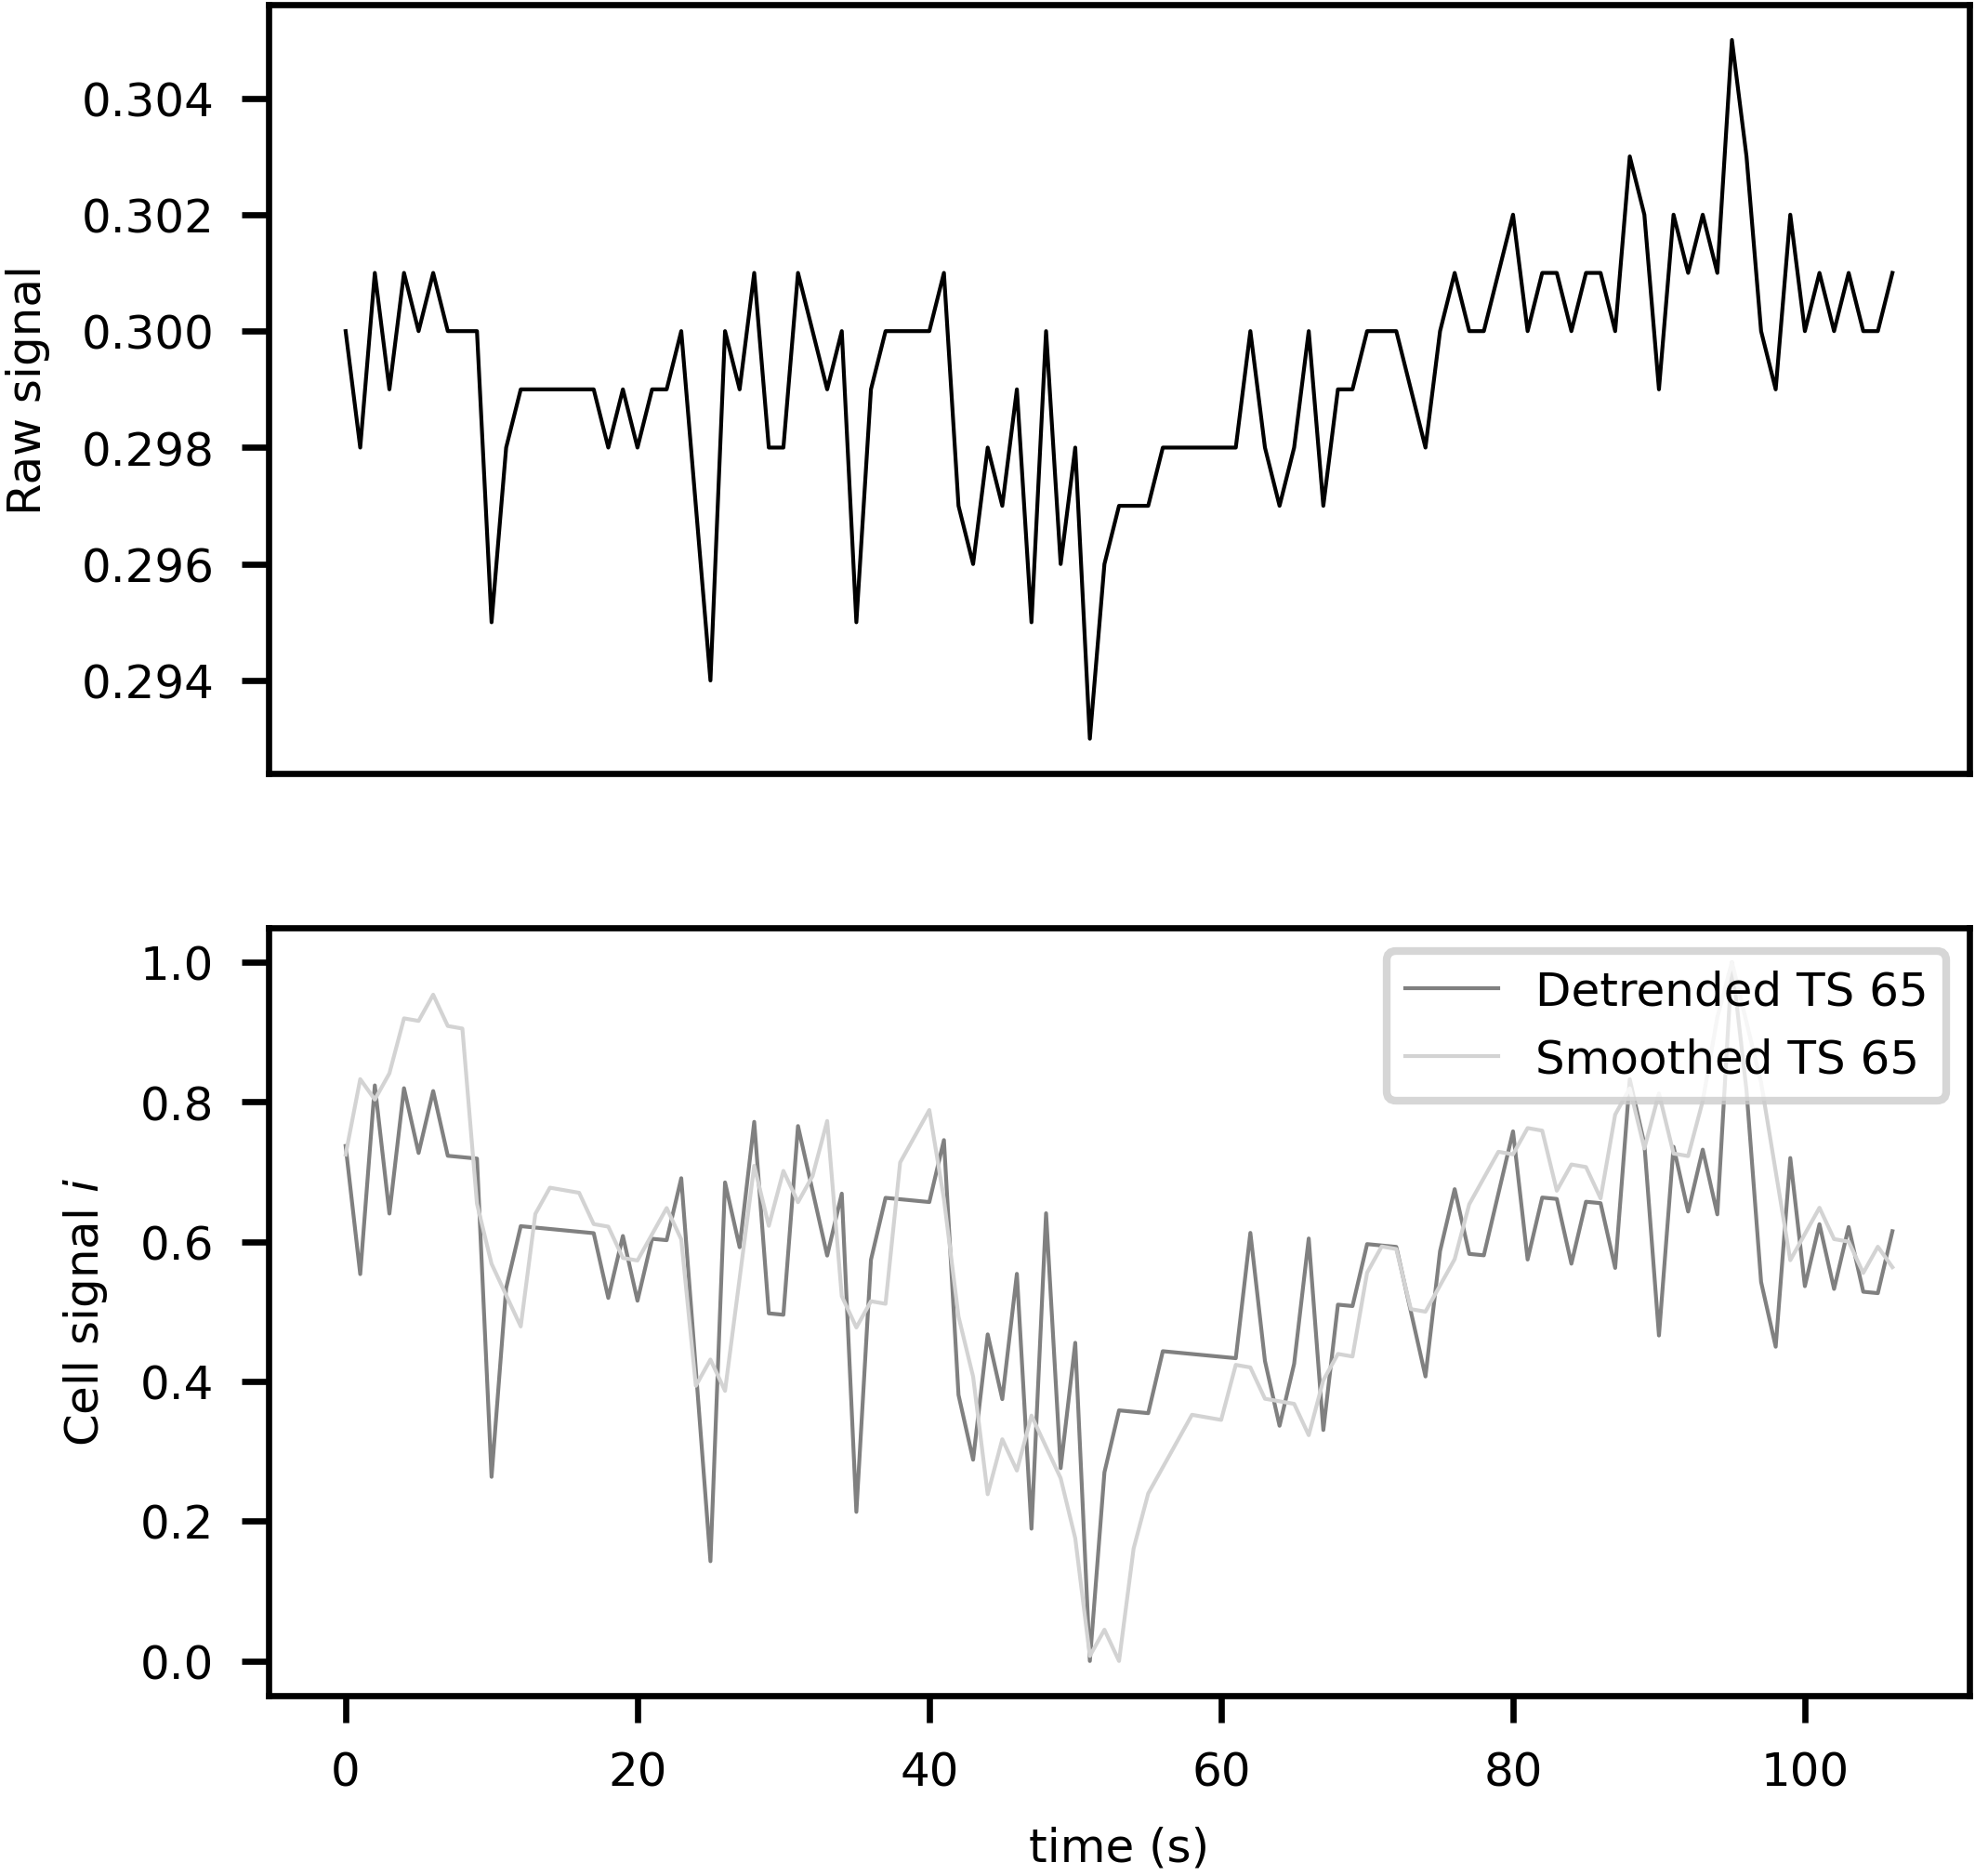 Raw signal
0.304
0.302
0.300
0.298
0.296
0.294
Cell signal i
1.0
0.8
0.6
0.4
0.2
0.0
Detrended TS 65
Smoothed TS 65
0 20 40 60 80 100
time (s)